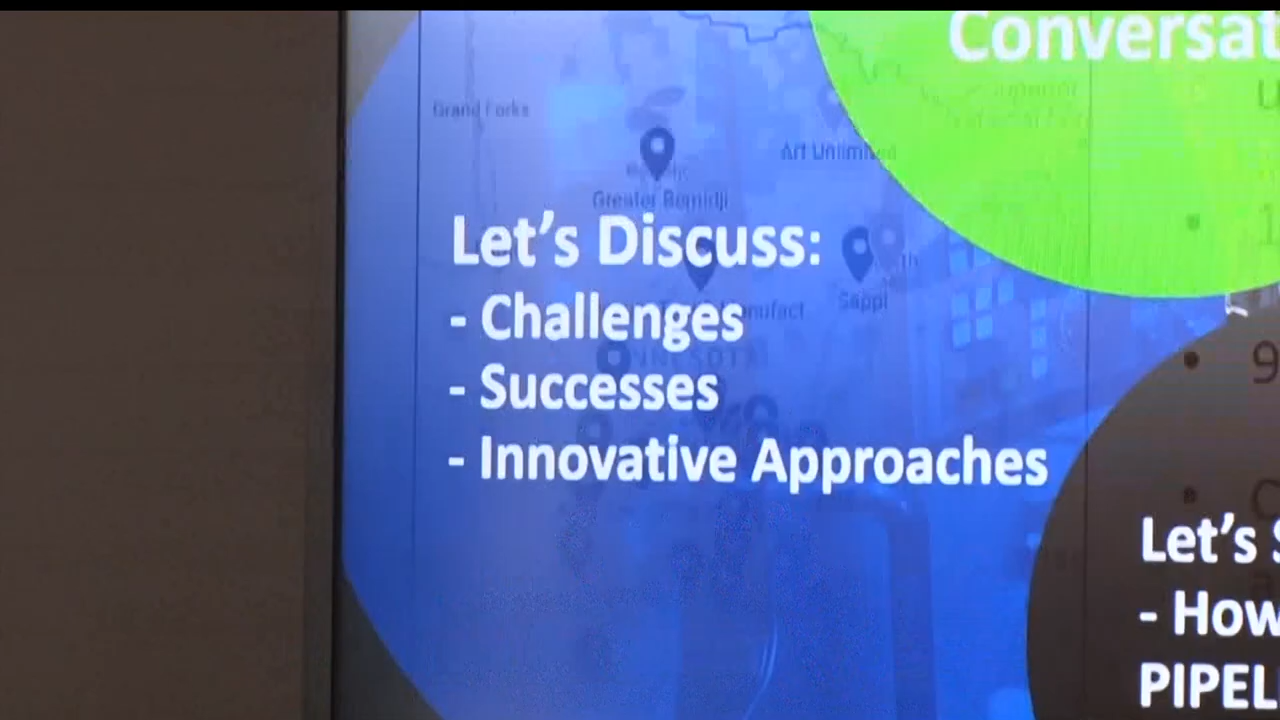 Conversat
Grand Forks
Art Unlimited
Greater Bemidji
Let's Discuss:
Sappi
- Challenges
- Successes
- Innovative Approaches
Let's
- How
PIPEL